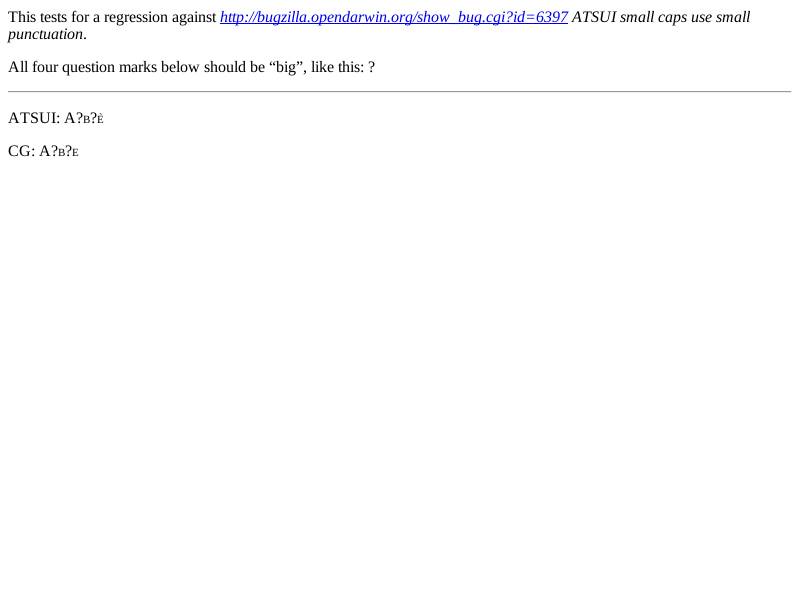 This tests for a regression against http://bugzilla.opendarwin.org/show_bug.cgi?id=6397 ATSUI small caps use small
punctuation.
All four question marks below should be “big”, like this: ?
ATSUI: A?ʙ?ᴇ̀
CG: A?ʙ?ᴇ